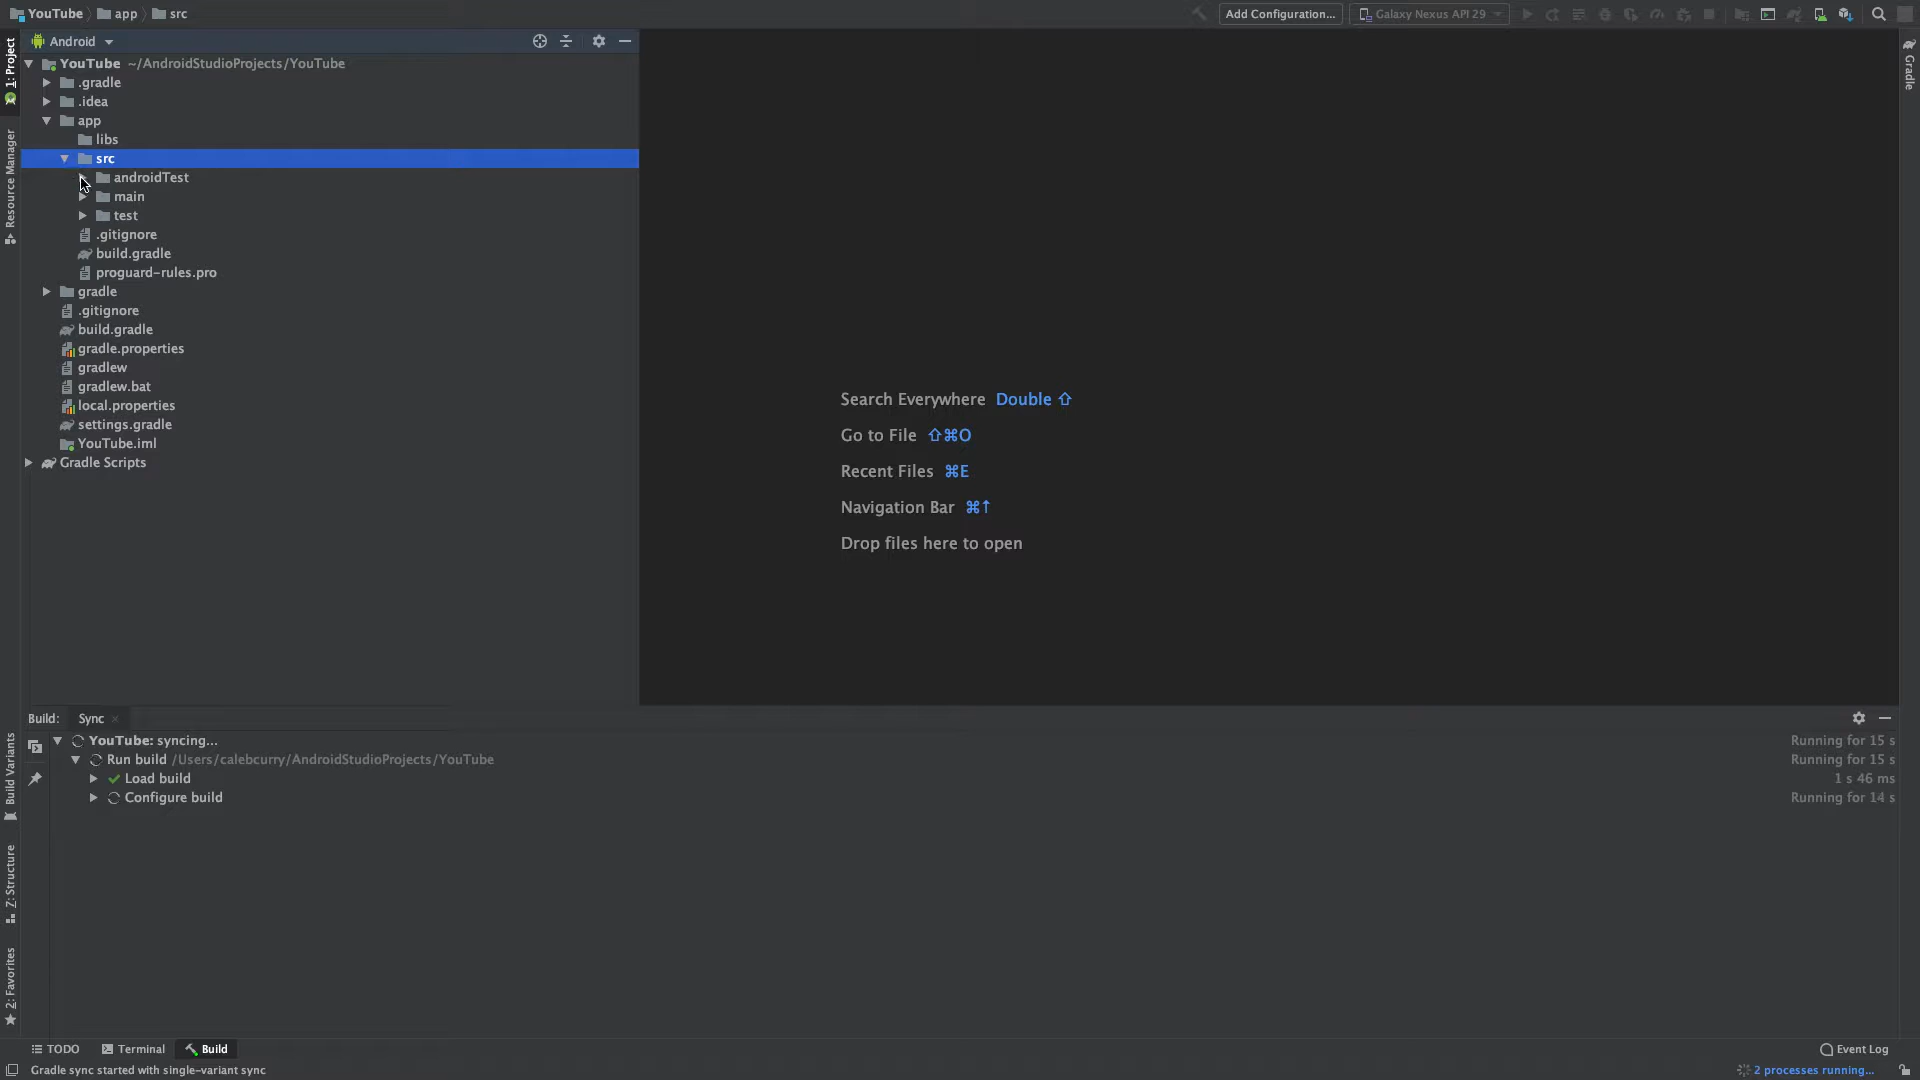 YouTube app src
Add Configuration... Galaxy Nexus API 29
1: Project
Resource Manager
Build Variants
Z: Structure
2: Favorites
Gradle
Android
YouTube ~/AndroidStudioProjects/YouTube
.gradle
.idea
app
libs
src
androidTest
main
test
.gitignore
build.gradle
proguard-rules.pro
gradle
.gitignore
build.gradle
gradle.properties
gradlew
gradlew.bat
local.properties
settings.gradle
YouTube.iml
Gradle Scripts
Search Everywhere Double ⇧
Go to File ⇧⌘O
Recent Files ⌘E
Navigation Bar ⌘↑
Drop files here to open
Build: Sync ×
YouTube: syncing... Running for 15 s
Run build /Users/calebcurry/AndroidStudioProjects/YouTube Running for 15 s
Load build 1 s 46 ms
Configure build Running for 14 s
TODO Terminal Build Event Log
Gradle sync started with single-variant sync 2 processes running...